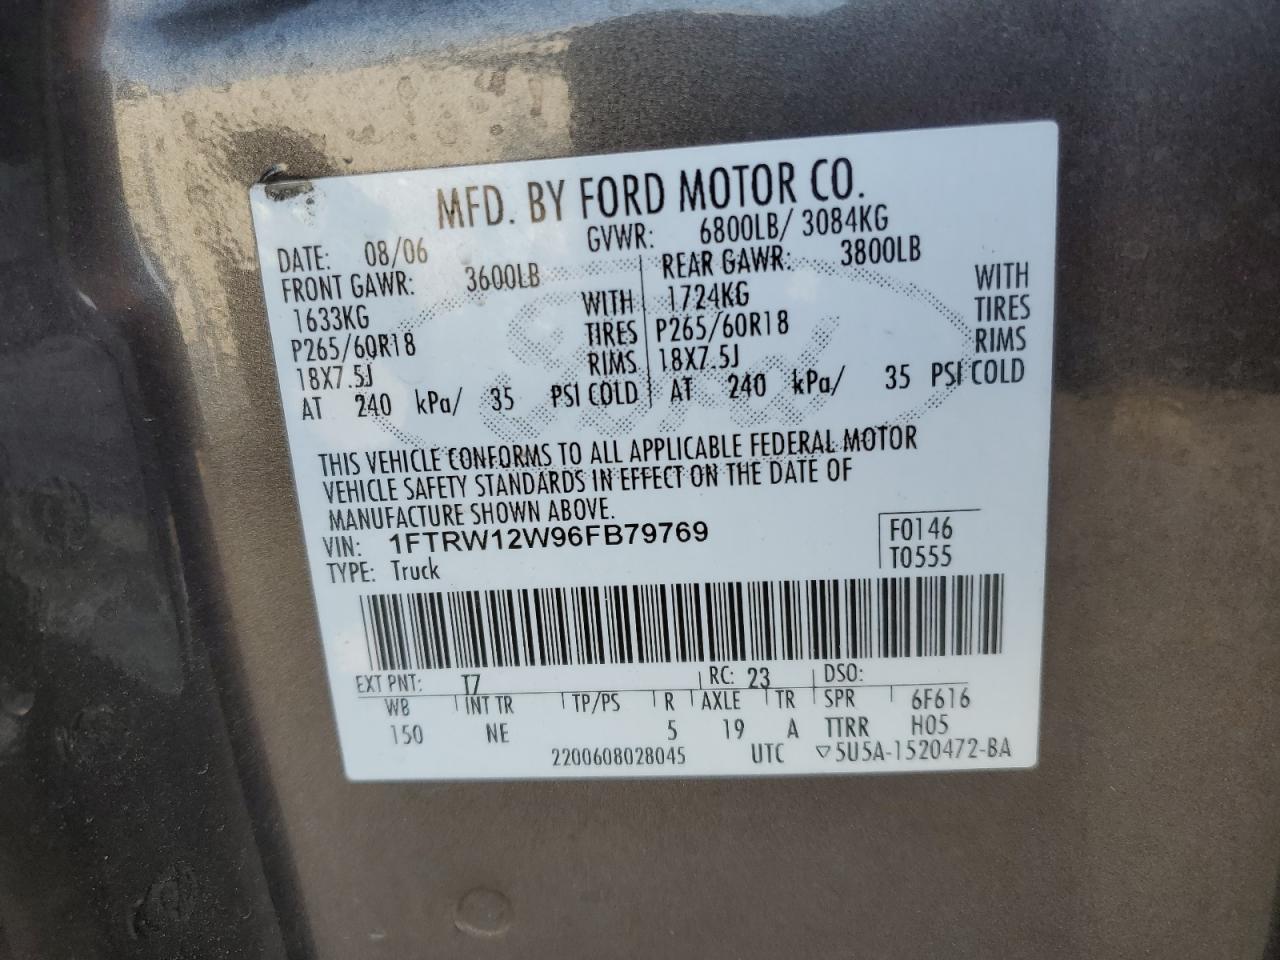 MFD. BY FORD MOTOR CO.
DATE: 08/06 GVWR: 6800LB/ 3084KG
FRONT GAWR: 3600LB REAR GAWR: 3800LB
1633KG WITH 1724KG WITH
P265/60R18 TIRES P265/60R18 TIRES
18X7.5J RIMS 18X7.5J RIMS
AT 240 kPa/ 35 PSI COLD AT 240 kPa/ 35 PSI COLD
THIS VEHICLE CONFORMS TO ALL APPLICABLE FEDERAL MOTOR
VEHICLE SAFETY STANDARDS IN EFFECT ON THE DATE OF
MANUFACTURE SHOWN ABOVE.
VIN: 1FTRW12W96FB79769 F0146
TYPE: Truck T0555
EXT PNT: T7 RC: 23 DSO:
WB INT TR TP/PS R AXLE TR SPR 6F616
150 NE 5 19 A TTRR H05
2200608028045 UTC ▽5U5A-1520472-BA
Ford